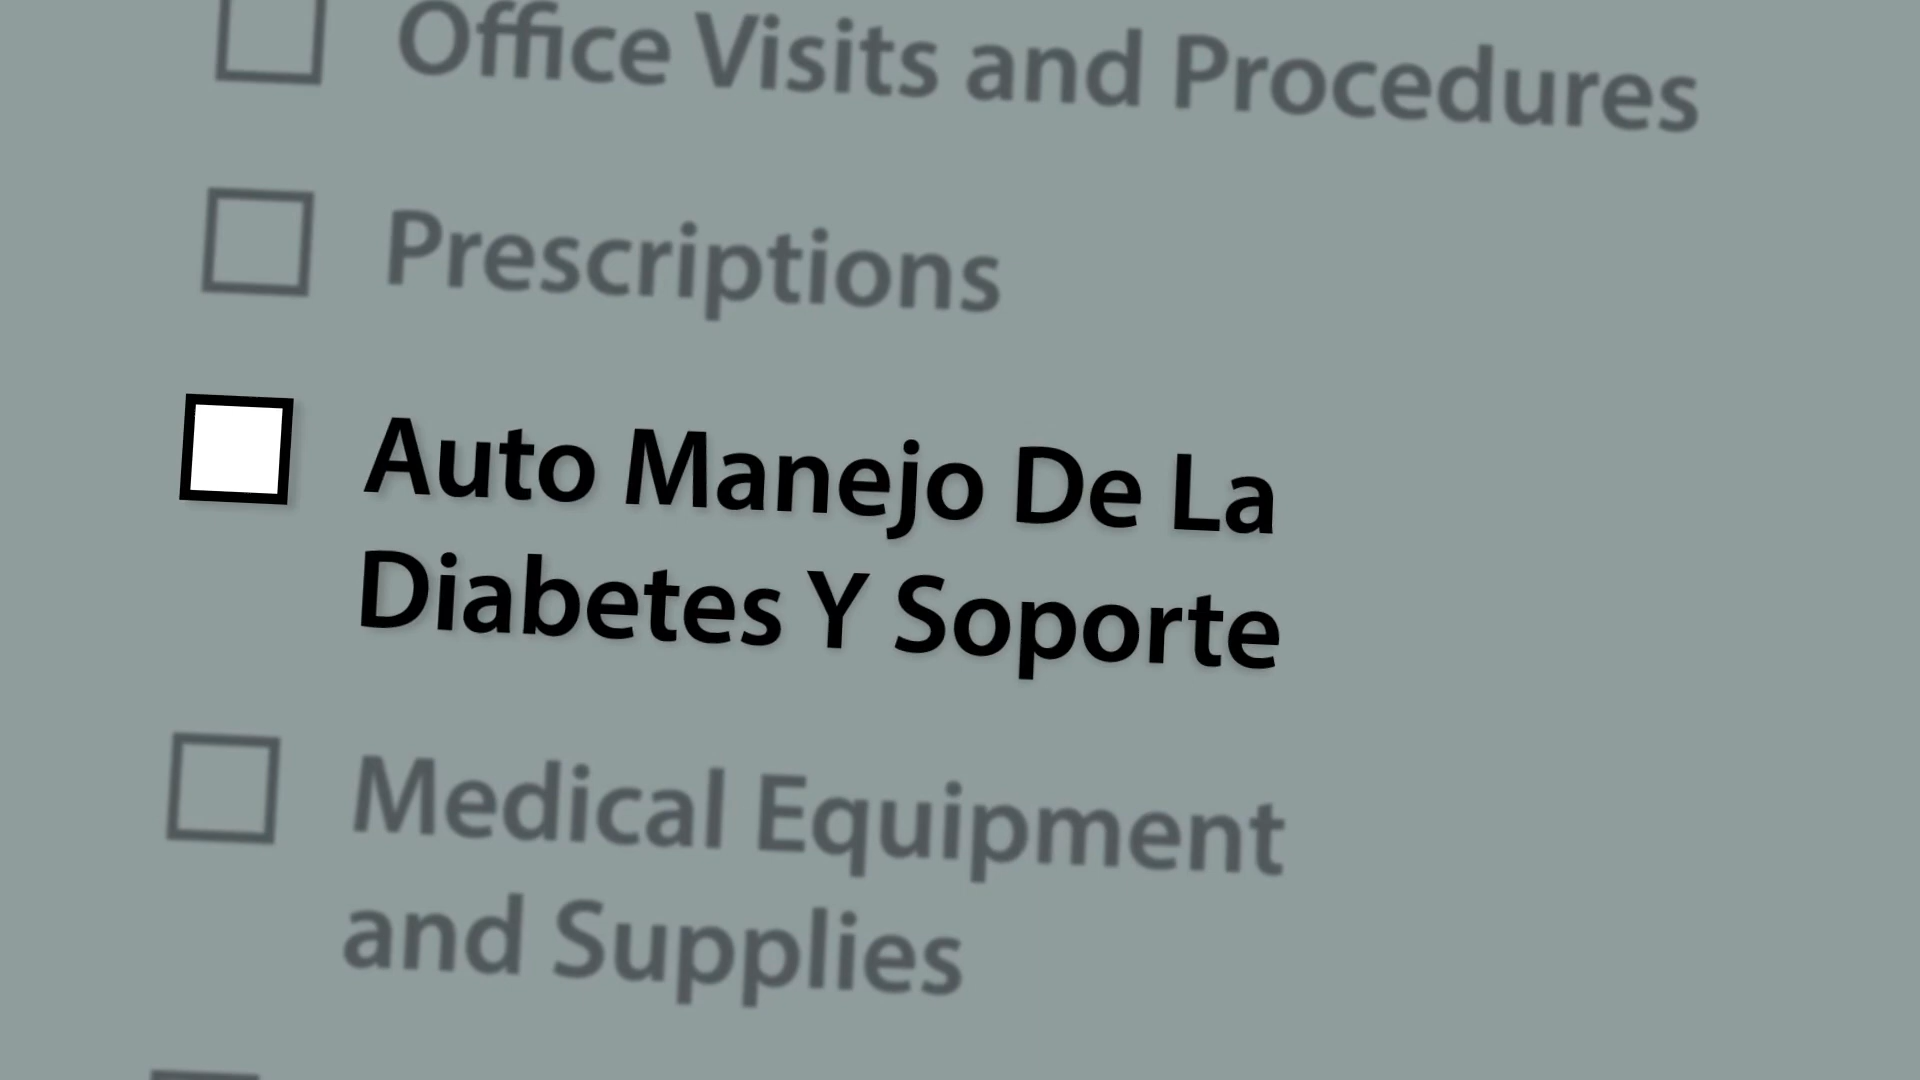 Office Visits and Procedures
Prescriptions
Auto Manejo De La
Diabetes Y Soporte
Medical Equipment
and Supplies